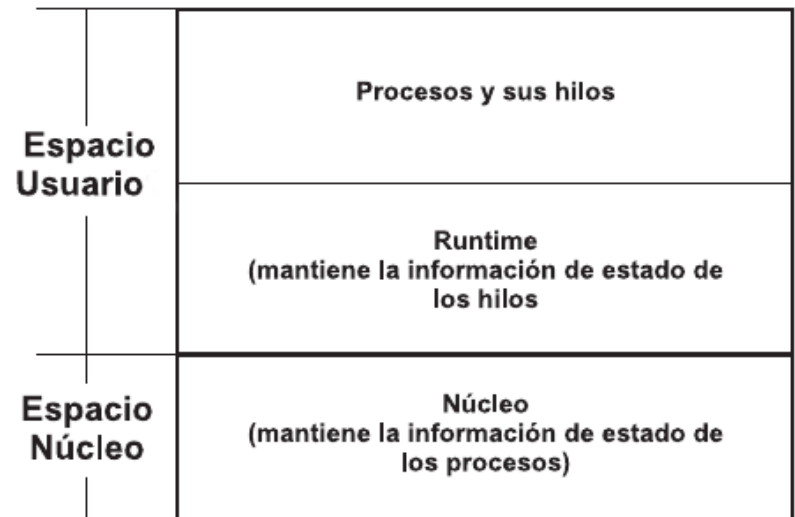 Procesos y sus hilos
Espacio
Usuario
Runtime
(mantiene la información de estado de
los hilos
Espacio
Núcleo
Núcleo
(mantiene la información de estado de
los procesos)